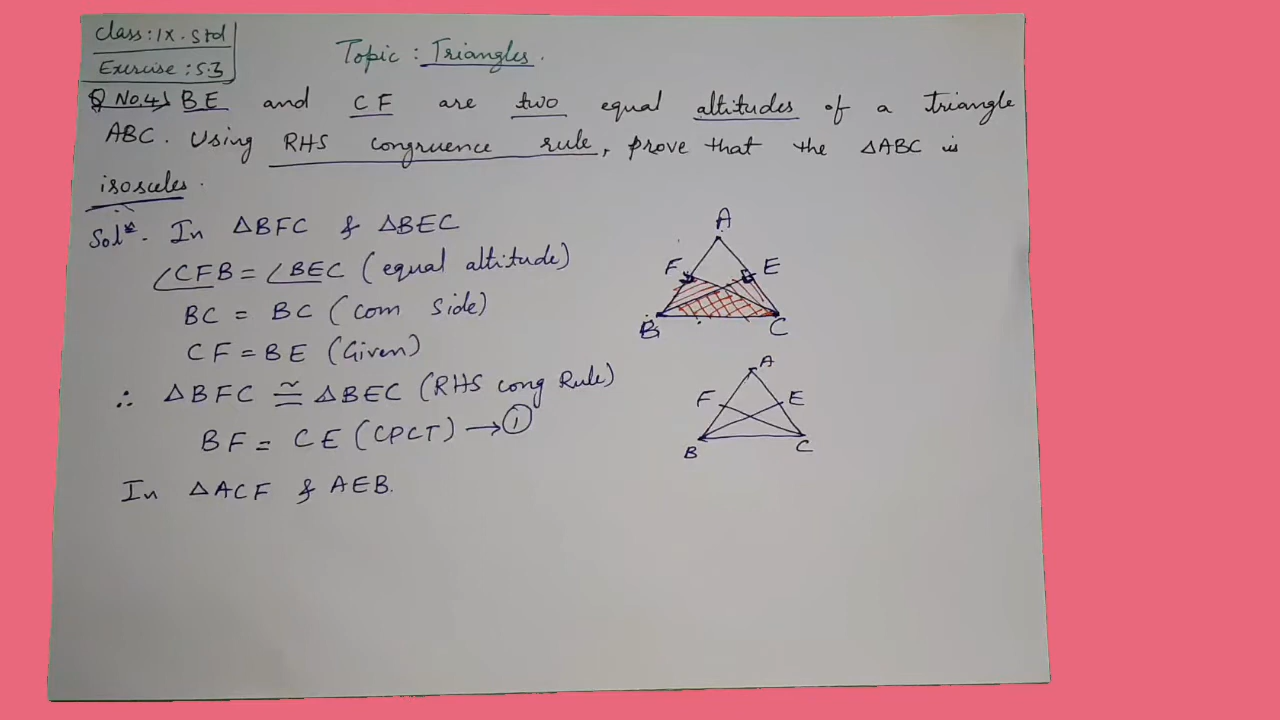 Class: IX. Std
Exercise: 5.3
Topic: Triangles.
Q No.4) BE and CF are two equal altitudes of a triangle
ABC. Using RHS congruence rule, prove that the ΔABC is
isosceles.
Solⁿ. In ΔBFC & ΔBEC
∠CFB = ∠BEC (equal altitude)
BC = BC (com side)
CF = BE (Given)
∴ ΔBFC ≅ ΔBEC (RHS cong Rule)
BF = CE (CPCT) → ①
In ΔACF & AEB.
A
F E
B C
A
F E
B C